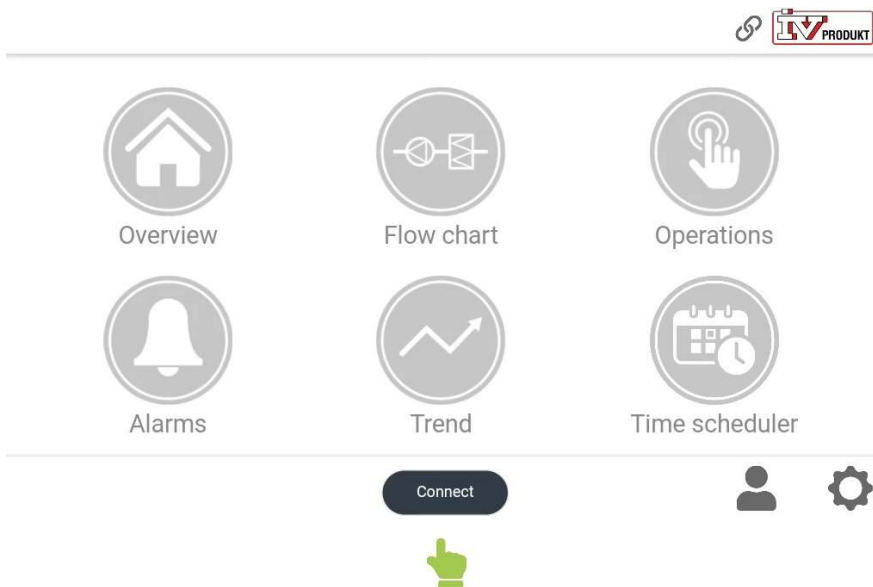 IV PRODUKT
Overview
Flow chart
Operations
Alarms
Trend
Time scheduler
Connect